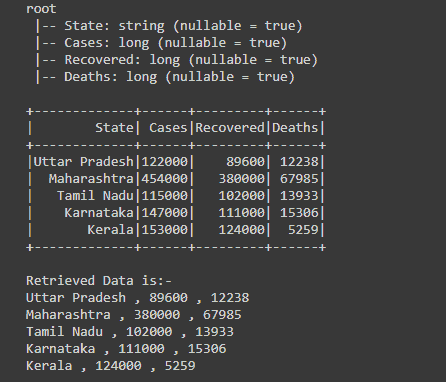 root
 |-- State: string (nullable = true)
 |-- Cases: long (nullable = true)
 |-- Recovered: long (nullable = true)
 |-- Deaths: long (nullable = true)

+-------------+------+---------+------+
|        State| Cases|Recovered|Deaths|
+-------------+------+---------+------+
|Uttar Pradesh|122000|    89600| 12238|
|  Maharashtra|454000|   380000| 67985|
|   Tamil Nadu|115000|   102000| 13933|
|    Karnataka|147000|   111000| 15306|
|       Kerala|153000|   124000|  5259|
+-------------+------+---------+------+

Retrieved Data is:-
Uttar Pradesh , 89600 , 12238
Maharashtra , 380000 , 67985
Tamil Nadu , 102000 , 13933
Karnataka , 111000 , 15306
Kerala , 124000 , 5259